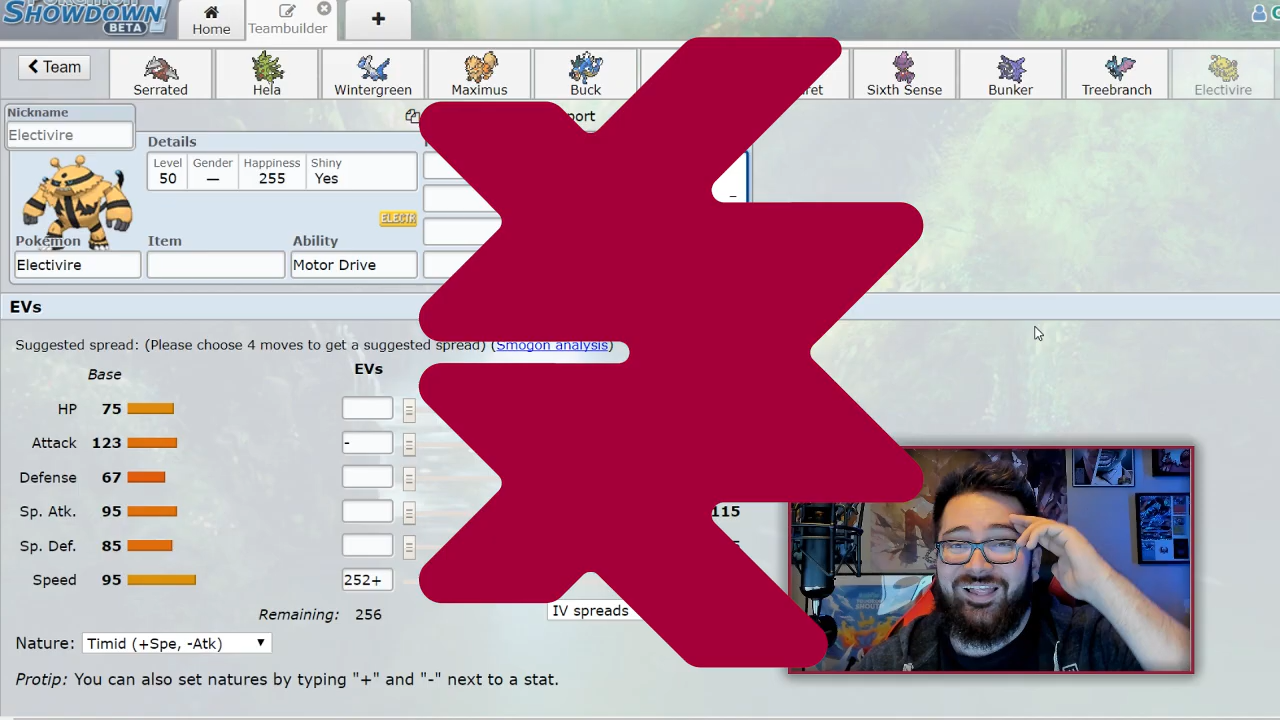 SHOWDOWN
BETA
Home
Teambuilder
+
Team
Serrated
Hela
Wintergreen
Maximus
Buck
Sixth Sense
Bunker
Treebranch
Electivire
Nickname
Electivire
Details
Level
Gender
Happiness
Shiny
50
—
255
Yes
ELECTR
Pokémon
Item
Ability
Electivire
Motor Drive
EVs
Suggested spread: (Please choose 4 moves to get a suggested spread) (Smogon analysis)
Base
EVs
HP 75
Attack 123 -
Defense 67
Sp. Atk. 95 115
Sp. Def. 85
Speed 95 252+
Remaining: 256
IV spreads
Nature: Timid (+Spe, -Atk)
Protip: You can also set natures by typing "+" and "-" next to a stat.